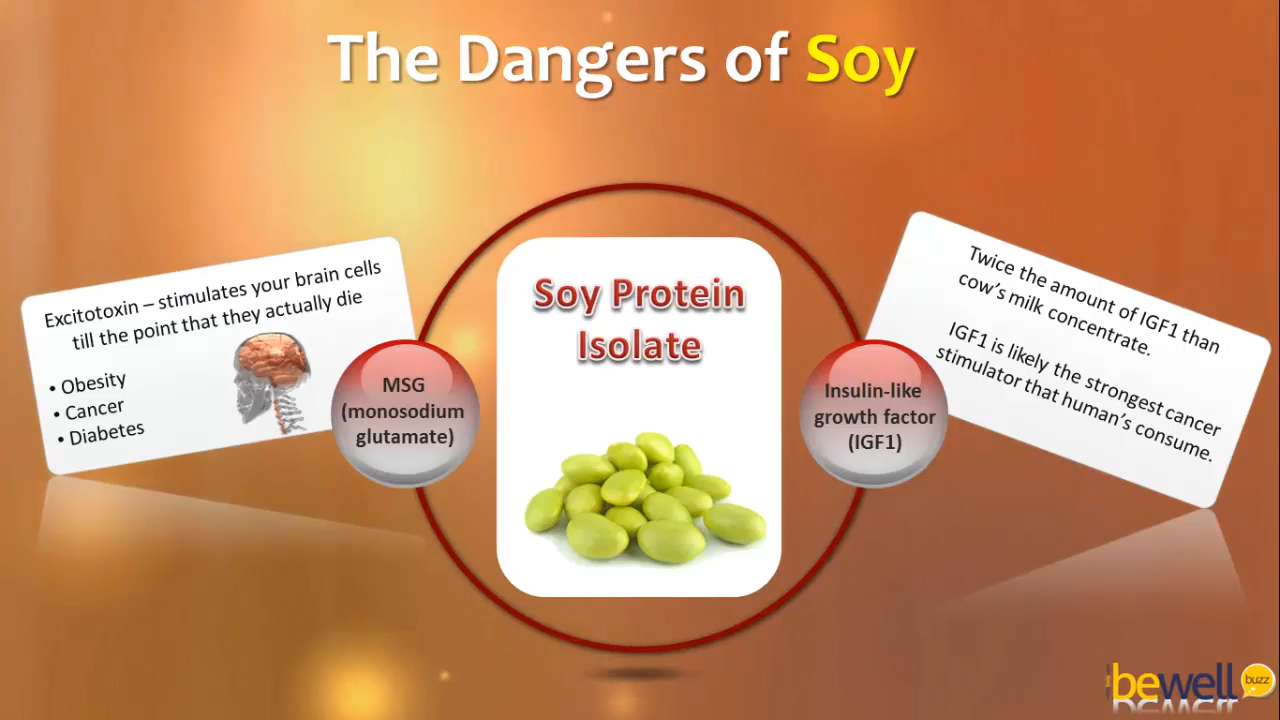 The Dangers of Soy
Excitotoxin – stimulates your brain cells
till the point that they actually die
• Obesity
• Cancer
• Diabetes
MSG
(monosodium
glutamate)
Soy Protein
Isolate
Insulin-like
growth factor
(IGF1)
Twice the amount of IGF1 than
cow's milk concentrate.
IGF1 is likely the strongest cancer
stimulator that human's consume.
bewell buzz